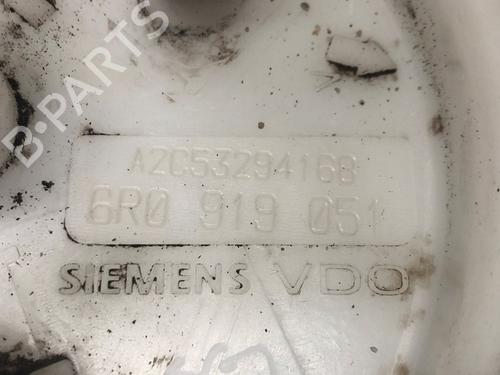 B-PARTS
A2C53294168
6R0 919 051
SIEMENS VDO